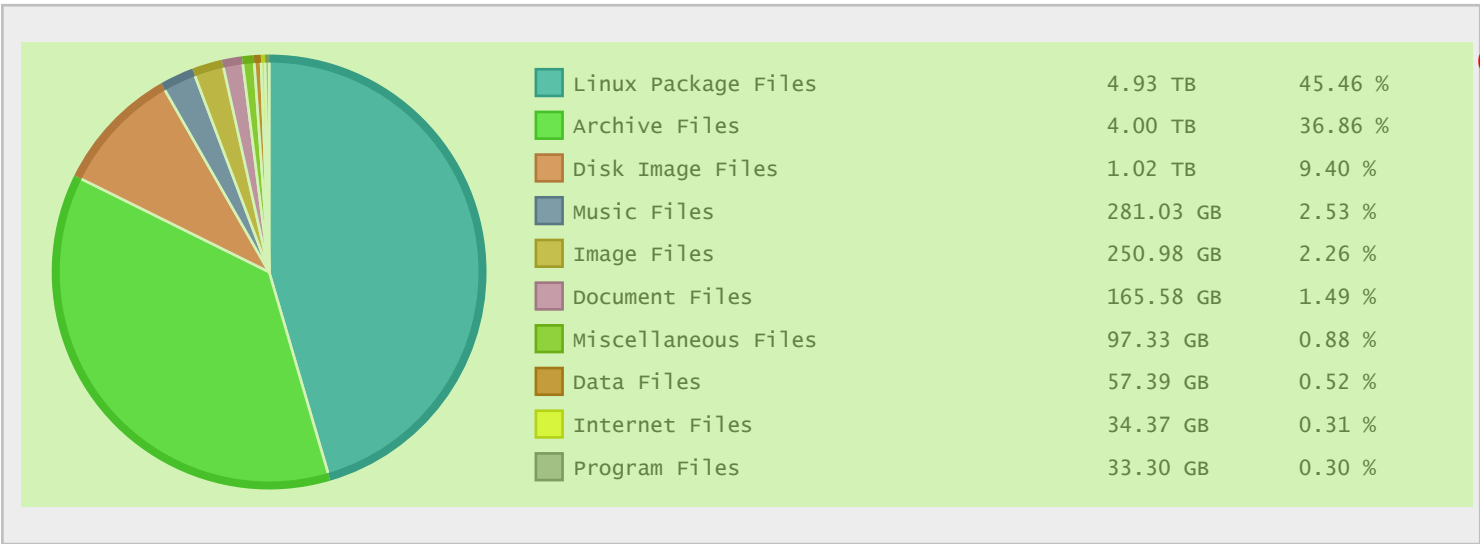 Linux Package Files 4.93 TB 45.46 %
Archive Files 4.00 TB 36.86 %
Disk Image Files 1.02 TB 9.40 %
Music Files 281.03 GB 2.53 %
Image Files 250.98 GB 2.26 %
Document Files 165.58 GB 1.49 %
Miscellaneous Files 97.33 GB 0.88 %
Data Files 57.39 GB 0.52 %
Internet Files 34.37 GB 0.31 %
Program Files 33.30 GB 0.30 %